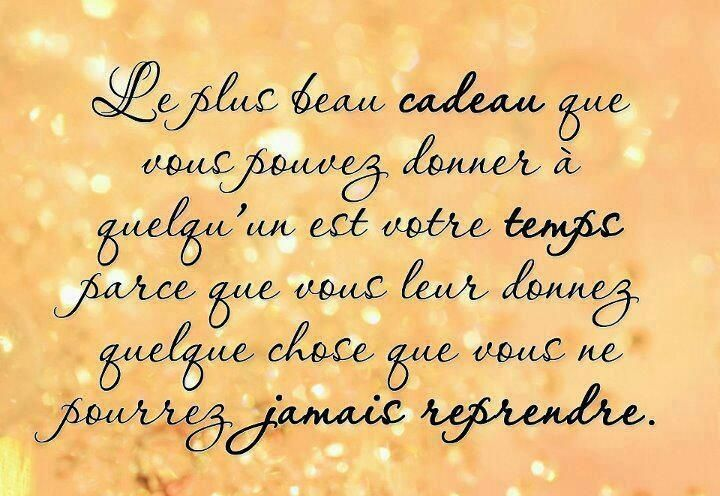 Le plus beau cadeau que
vous pouvez donner à
quelqu'un est votre temps
parce que vous leur donnez
quelque chose que vous ne
pourrez jamais reprendre.